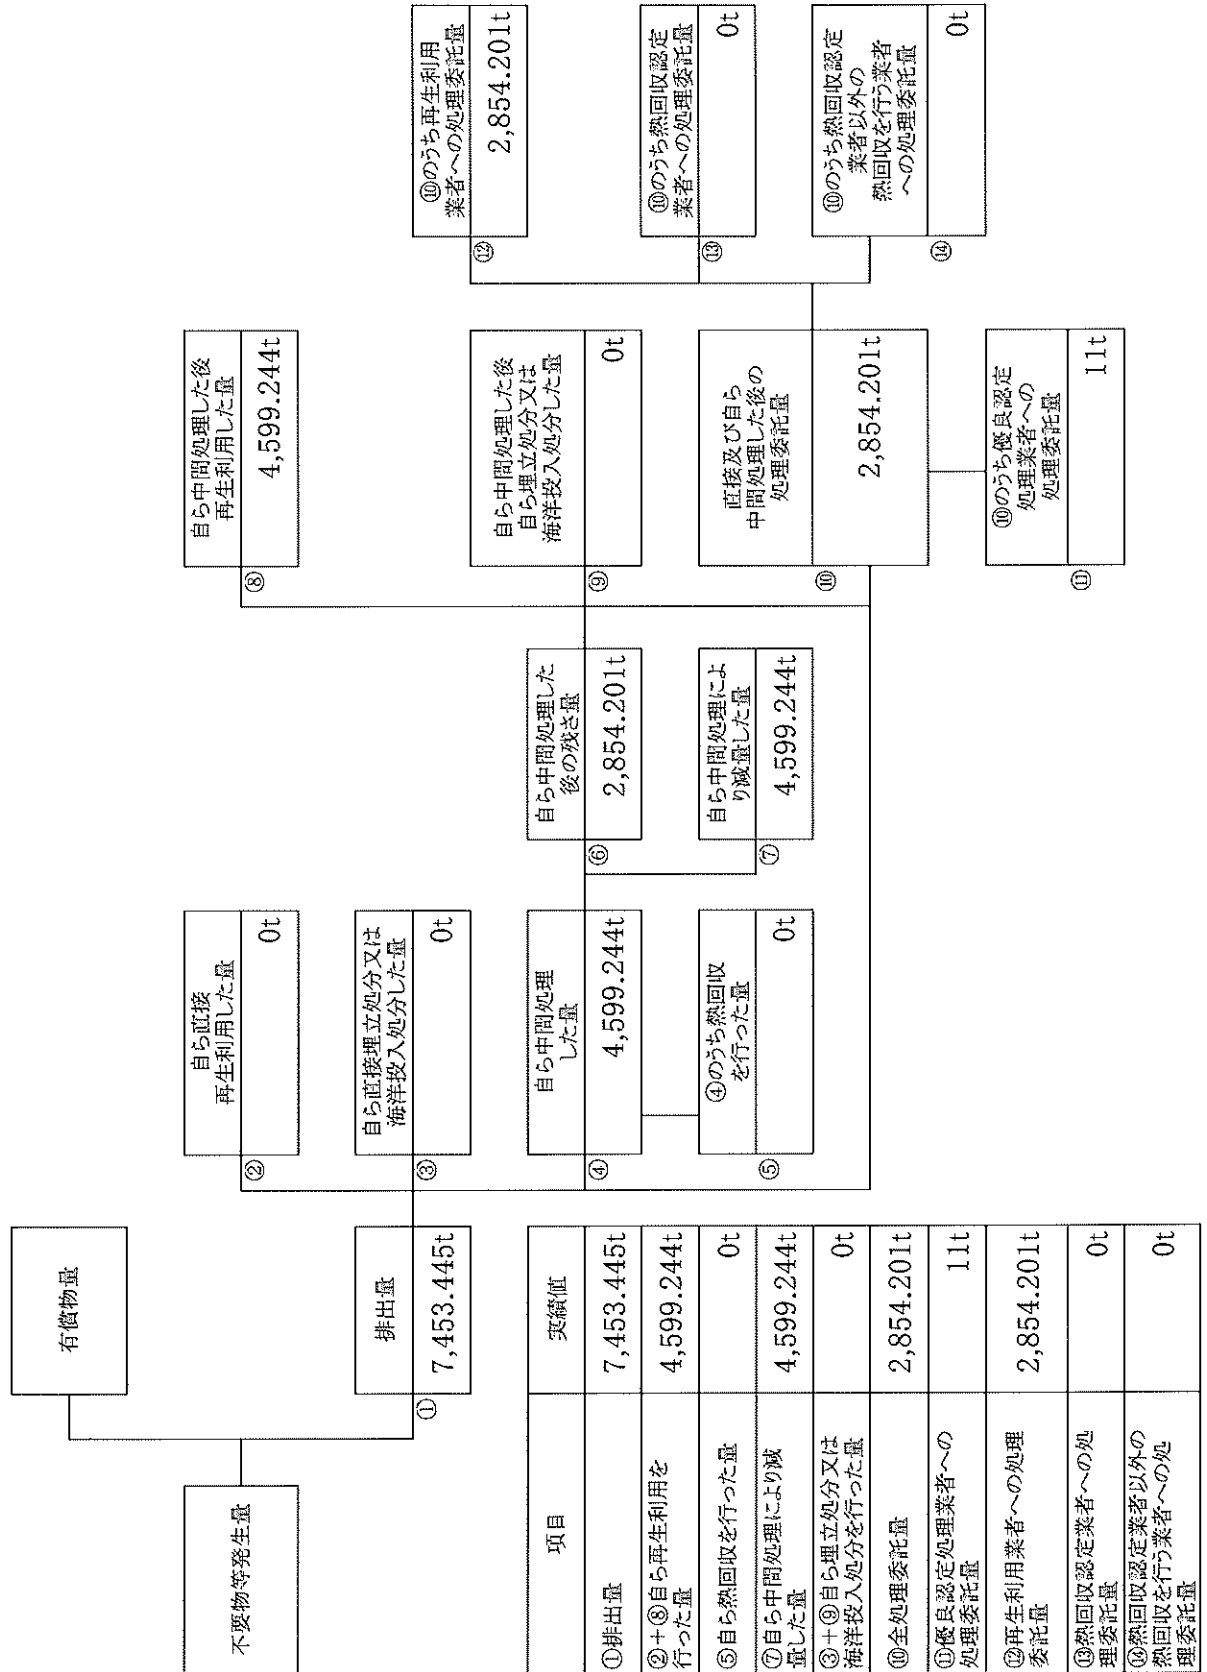 不要物等発生量
有償物量
①
排出量
7,453.445t
②
自ら直接
再生利用した量
0t
③
自ら直接埋立処分又は
海洋投入処分した量
0t
④
自ら中間処理
した量
4,599.244t
⑤
④のうち熱回収
を行った量
0t
⑥
自ら中間処理した
後の残さ量
2,854.201t
⑦
自ら中間処理によ
り減量した量
4,599.244t
⑧
自ら中間処理した後
再生利用した量
4,599.244t
⑨
自ら中間処理した後
自ら埋立処分又は
海洋投入処分した量
0t
⑩
直接及び自ら
中間処理した後の
処理委託量
2,854.201t
⑪
⑩のうち優良認定
処理業者への
処理委託量
11t
⑫
⑩のうち再生利用
業者への処理委託量
2,854.201t
⑬
⑩のうち熱回収認定
業者への処理委託量
0t
⑭
⑩のうち熱回収認定
業者以外の
熱回収を行う業者
への処理委託量
0t
項目 実績値
①排出量 7,453.445t
②+⑧自ら再生利用を
行った量 4,599.244t
⑤自ら熱回収を行った量 0t
⑦自ら中間処理により減
量した量 4,599.244t
③+⑨自ら埋立処分又は
海洋投入処分を行った量 0t
⑩全処理委託量 2,854.201t
⑪優良認定処理業者への
処理委託量 11t
⑫再生利用業者への処理
委託量 2,854.201t
⑬熱回収認定業者への処
理委託量 0t
⑭熱回収認定業者以外の
熱回収を行う業者への処
理委託量 0t